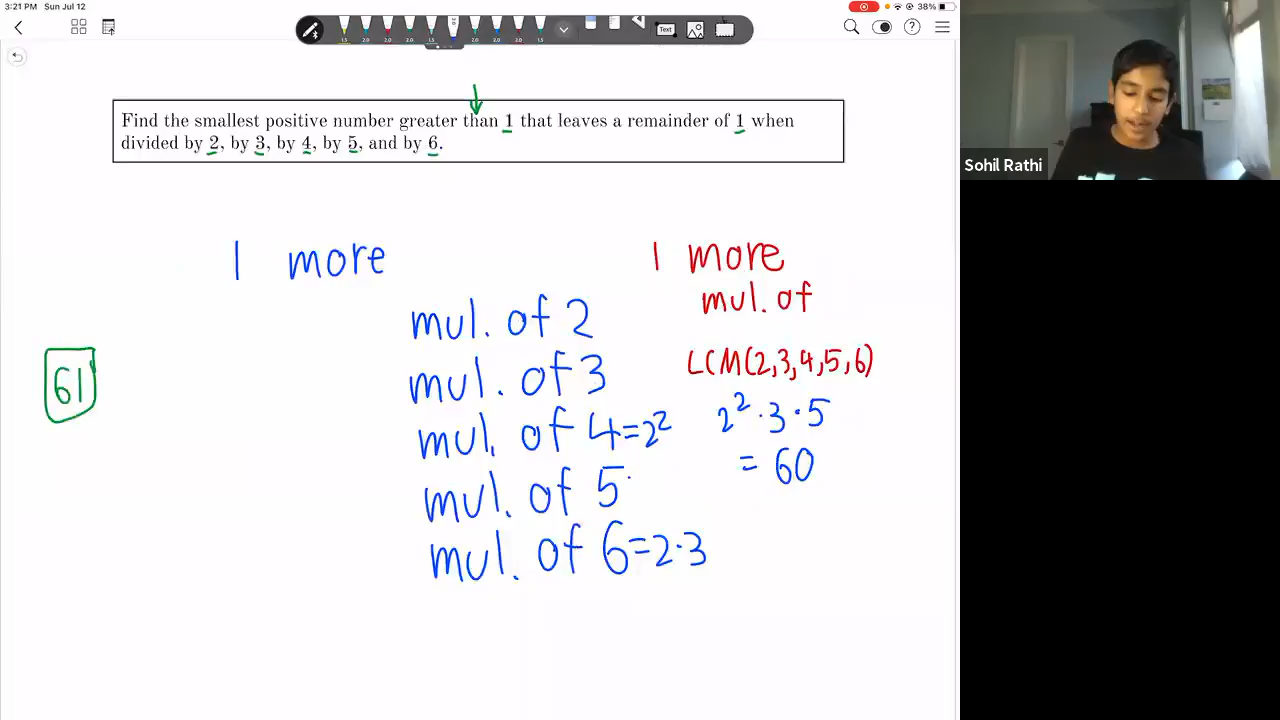 3:21 PM Sun Jul 12
38%
Text
Find the smallest positive number greater than 1 that leaves a remainder of 1 when
divided by 2, by 3, by 4, by 5, and by 6.
Sohil Rathi
1 more
mul. of 2
mul. of 3
mul. of 4=2²
mul. of 5
mul. of 6=2·3
1 more
mul. of
LCM(2,3,4,5,6)
2²·3·5
= 60
61